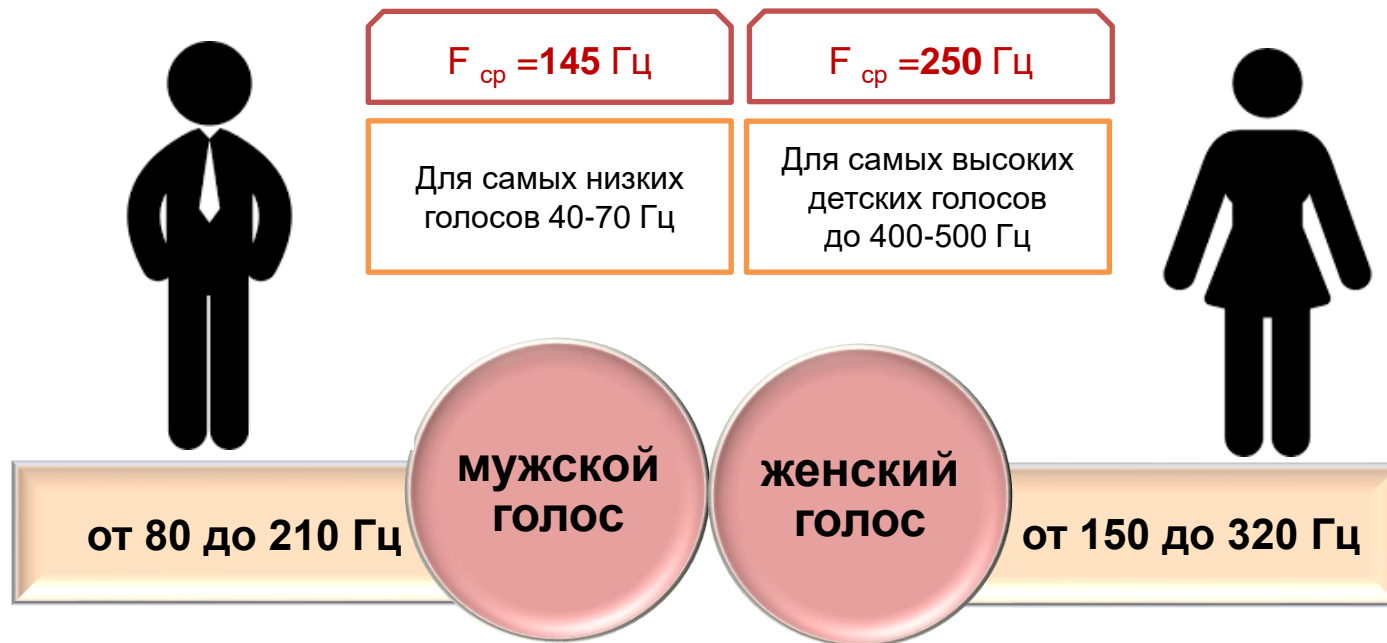 F ср =145 Гц
F ср =250 Гц
Для самых низких
голосов 40-70 Гц
Для самых высоких
детских голосов
до 400-500 Гц
мужской
голос
женский
голос
от 80 до 210 Гц
от 150 до 320 Гц